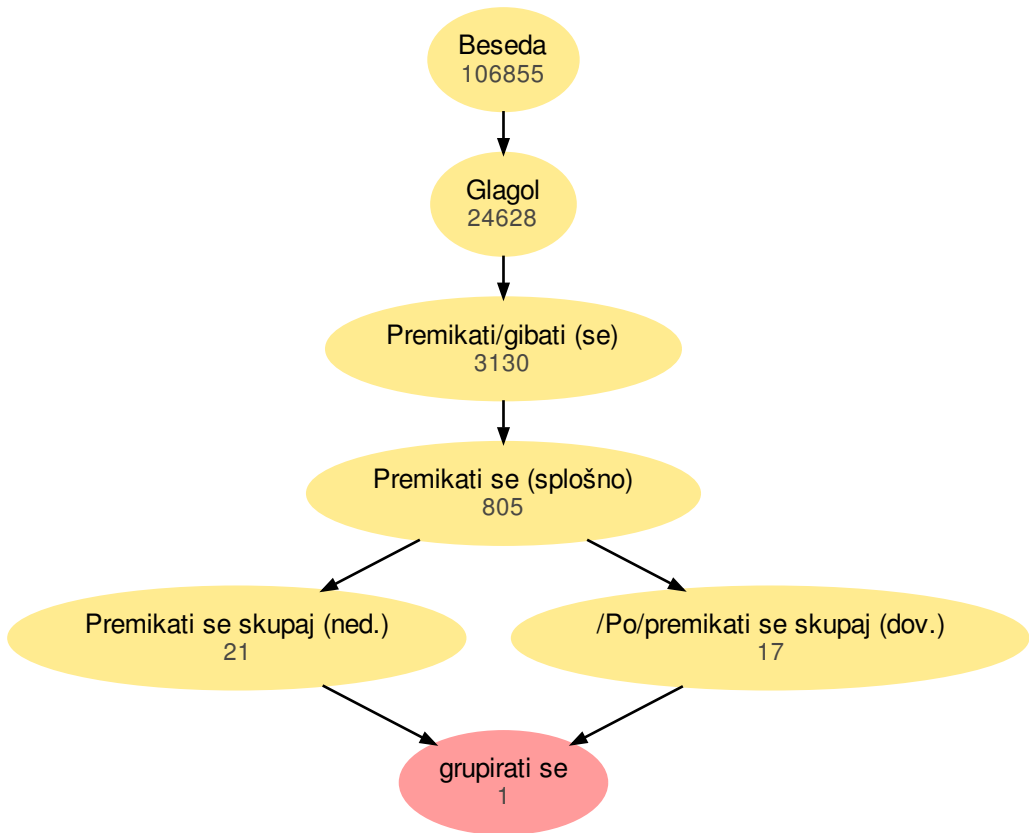 Beseda
106855
Glagol
24628
Premikati/gibati (se)
3130
Premikati se (splošno)
805
Premikati se skupaj (ned.)
21
/Po/premikati se skupaj (dov.)
17
grupirati se
1